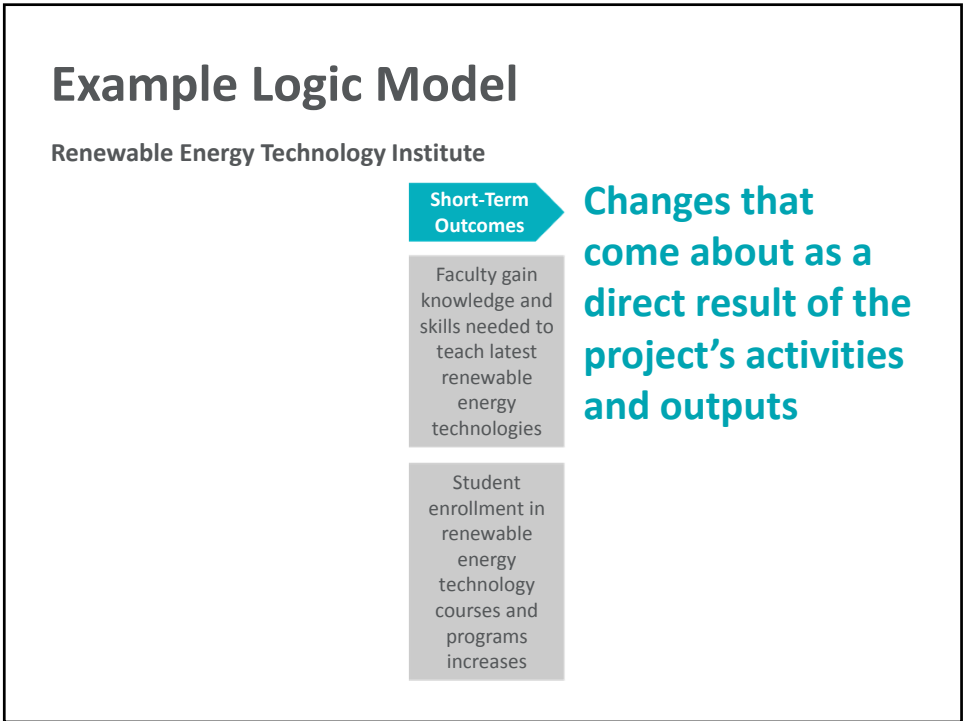 Example Logic Model
Renewable Energy Technology Institute
Short-Term
Outcomes
Faculty gain
knowledge and
skills needed to
teach latest
renewable
energy
technologies
Student
enrollment in
renewable
energy
technology
courses and
programs
increases
Changes that
come about as a
direct result of the
project’s activities
and outputs